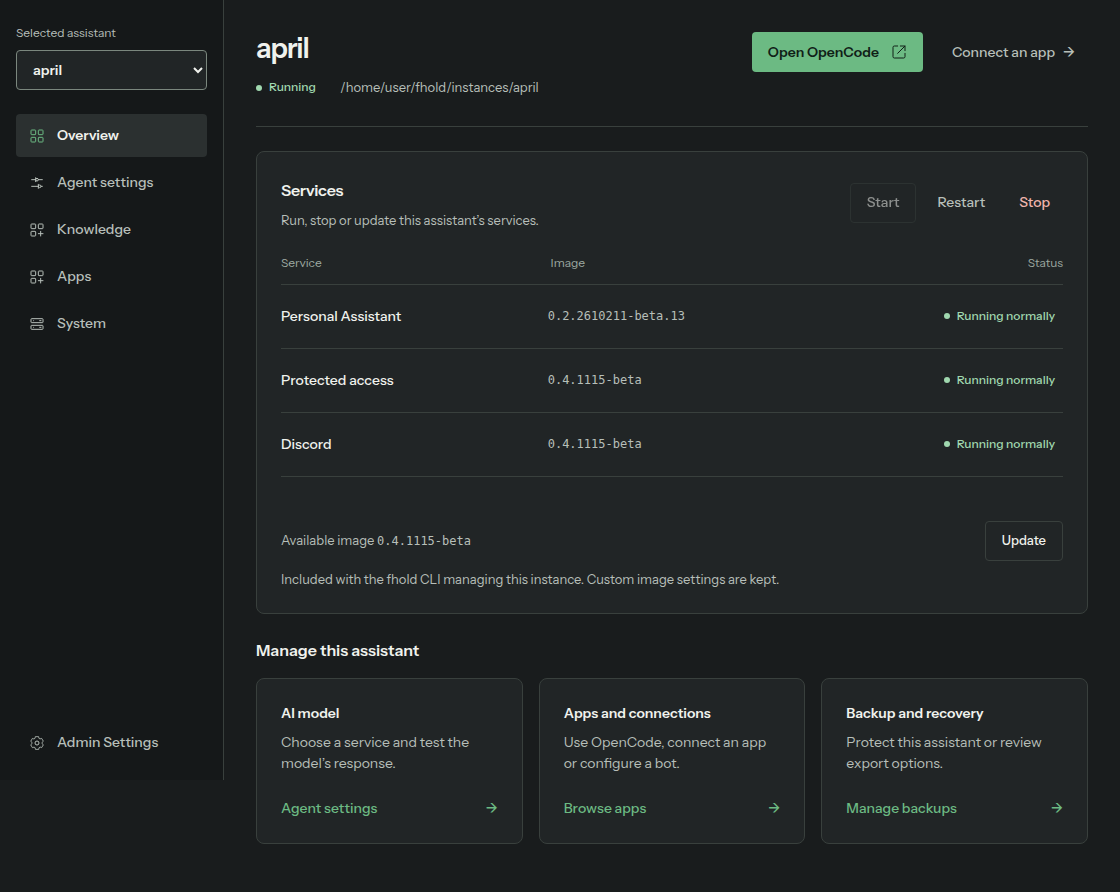 Selected assistant
april
Overview
Agent settings
Knowledge
Apps
System
Admin Settings
april
Running /home/user/fhold/instances/april
Open OpenCode
Connect an app →
Services
Run, stop or update this assistant's services.
Start Restart Stop
Service Image Status
Personal Assistant 0.2.2610211-beta.13 Running normally
Protected access 0.4.1115-beta Running normally
Discord 0.4.1115-beta Running normally
Available image 0.4.1115-beta
Update
Included with the fhold CLI managing this instance. Custom image settings are kept.
Manage this assistant
AI model
Choose a service and test the
model's response.
Agent settings →
Apps and connections
Use OpenCode, connect an app
or configure a bot.
Browse apps →
Backup and recovery
Protect this assistant or review
export options.
Manage backups →